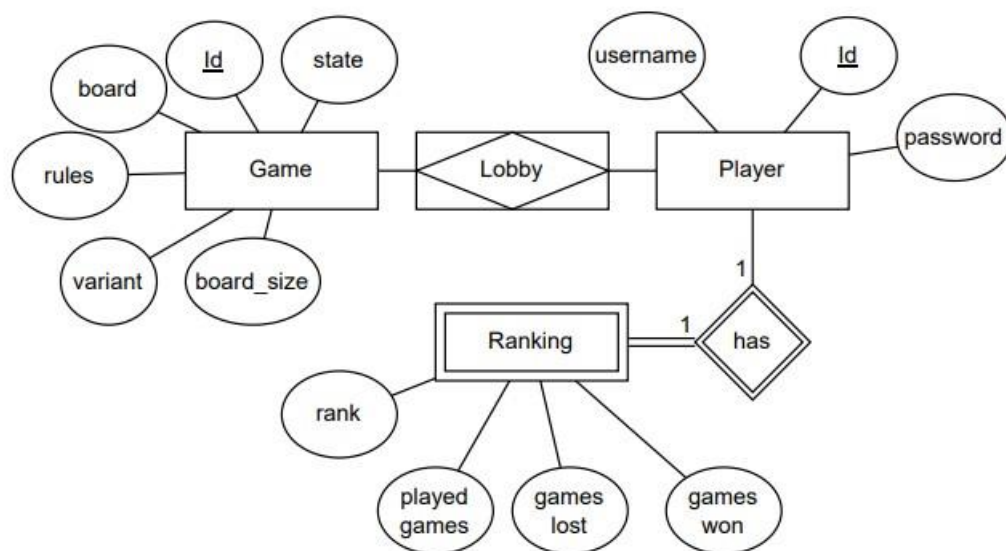 Id
state
board
username
Id
password
rules
Game
Lobby
Player
variant
board_size
1
1
has
Ranking
rank
played
games
games
lost
games
won